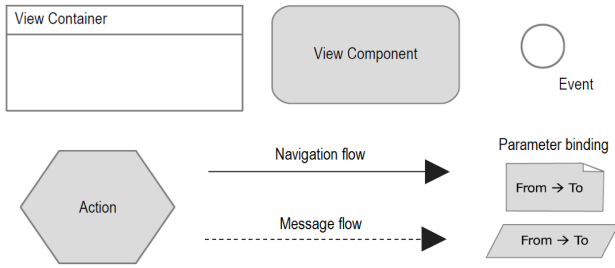 View Container
View Component
Event
Action
Navigation flow
Message flow
Parameter binding
From → To
From → To